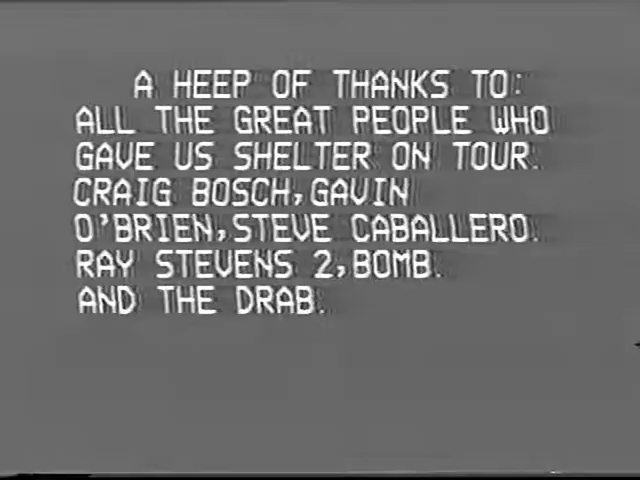 A HEEP OF THANKS TO:
ALL THE GREAT PEOPLE WHO
GAVE US SHELTER ON TOUR.
CRAIG BOSCH,GAVIN
O'BRIEN,STEVE CABALLERO.
RAY STEVENS 2,BOMB.
AND THE DRAB.